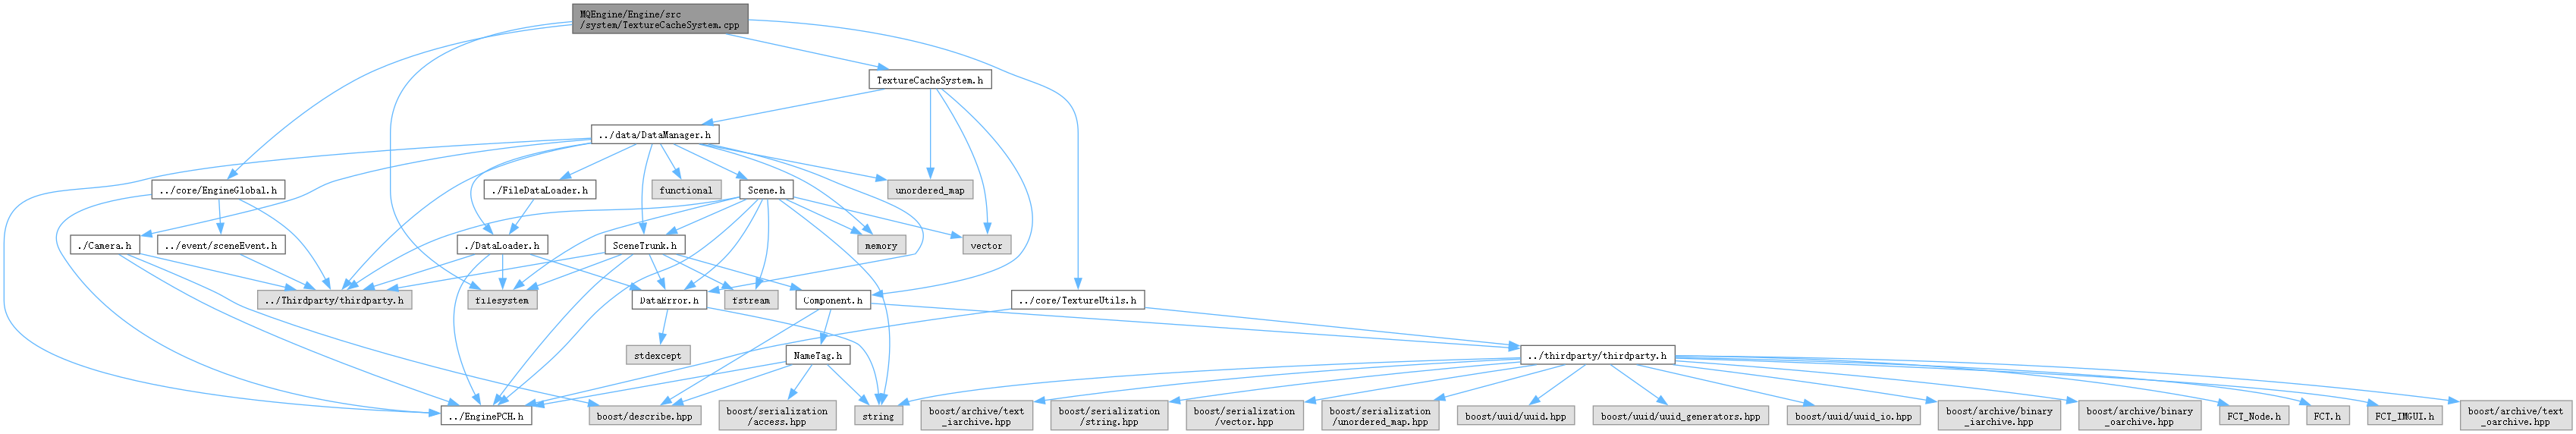 MQEngine/Engine/src
/system/TextureCacheSystem.cpp
TextureCacheSystem.h
../data/DataManager.h
../core/EngineGlobal.h
./FileDataLoader.h
functional
Scene.h
unordered_map
./Camera.h
../event/sceneEvent.h
./DataLoader.h
SceneTrunk.h
memory
vector
../Thirdparty/thirdparty.h
filesystem
DataError.h
fstream
Component.h
../core/TextureUtils.h
stdexcept
NameTag.h
../thirdparty/thirdparty.h
../EnginePCH.h
boost/describe.hpp
boost/serialization
/access.hpp
string
boost/archive/text
_iarchive.hpp
boost/serialization
/string.hpp
boost/serialization
/vector.hpp
boost/serialization
/unordered_map.hpp
boost/uuid/uuid.hpp
boost/uuid/uuid_generators.hpp
boost/uuid/uuid_io.hpp
boost/archive/binary
_iarchive.hpp
boost/archive/binary
_oarchive.hpp
FCT_Node.h
FCT.h
FCT_IMGUI.h
boost/archive/text
_oarchive.hpp